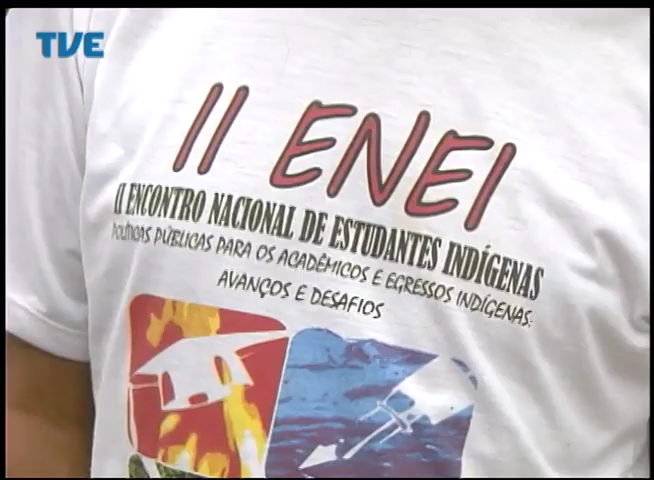 TVE
II ENEI
II ENCONTRO NACIONAL DE ESTUDANTES INDÍGENAS
POLÍTICAS PÚBLICAS PARA OS ACADÊMICOS E EGRESSOS INDÍGENAS:
AVANÇOS E DESAFIOS